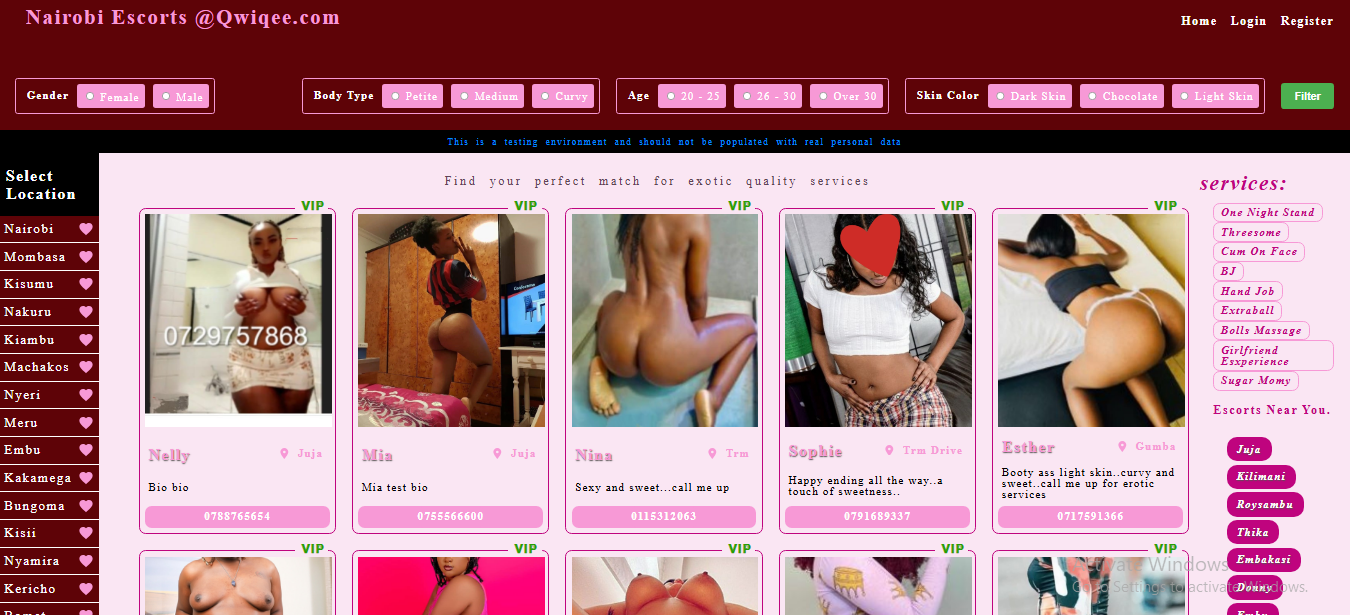 Nairobi Escorts @Qwiqee.com
Home Login Register
Gender Female Male Body Type Petite Medium Curvy Age 20 - 25 26 - 30 Over 30 Skin Color Dark Skin Chocolate Light Skin Filter
This is a testing environment and should not be populated with real personal data
Select
Location
Nairobi
Mombasa
Kisumu
Nakuru
Kiambu
Machakos
Nyeri
Meru
Embu
Kakamega
Bungoma
Kisii
Nyamira
Kericho
Find your perfect match for exotic quality services
VIP VIP VIP VIP VIP
0729757868
Nelly Juja
Bio bio
0788765654
Mia Juja
Mia test bio
0755566600
Nina Trm
Sexy and sweet...call me up
0115312063
Sophie Trm Drive
Happy ending all the way..a
touch of sweetness..
0791689337
Esther Gumba
Booty ass light skin..curvy and
sweet..call me up for erotic
services
0717591366
VIP VIP VIP VIP VIP
services:
One Night Stand
Threesome
Cum On Face
BJ
Hand Job
Extraball
Bolls Massage
Girlfriend
Esxperience
Sugar Momy
Escorts Near You.
Juja
Kilimani
Roysambu
Thika
Embakasi
Activate Windows
Go to Settings to activate Windows.